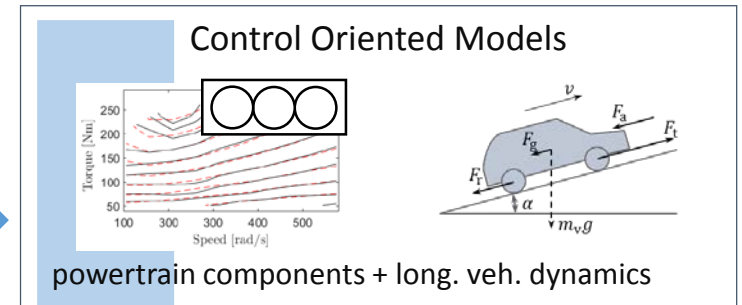 Control Oriented Models
Torque [Nm]
250
200
150
100
50
100 200 300 400 500
Speed [rad/s]
v
F_a
F_t
F_g
F_r
α
m_v g
powertrain components + long. veh. dynamics